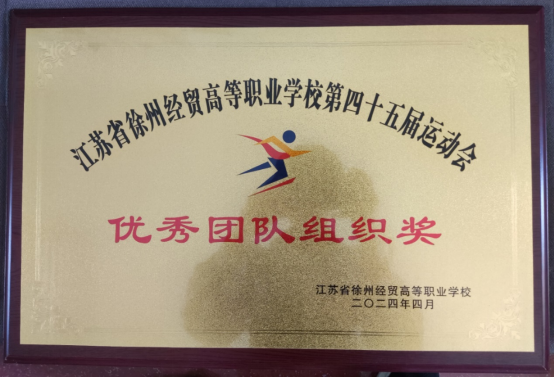 江苏省徐州经贸高等职业学校第四十五届运动会
优秀团队组织奖
江苏省徐州经贸高等职业学校
二〇二四年四月